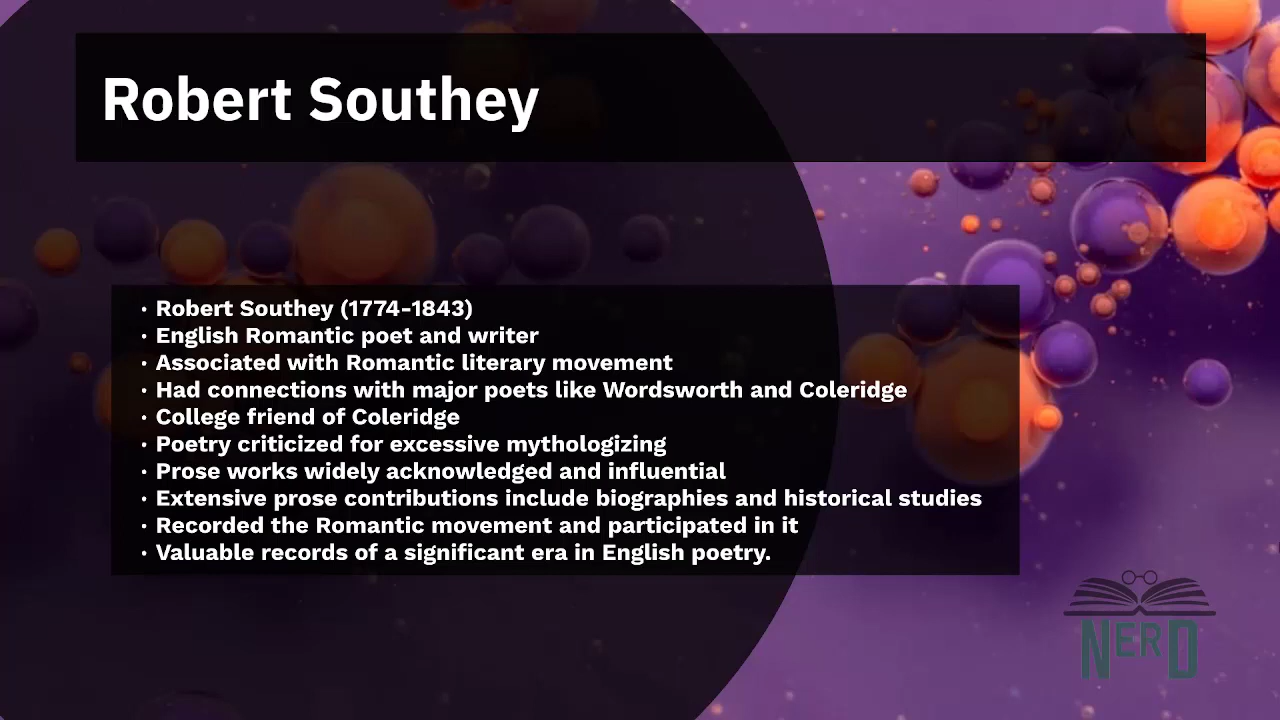 Robert Southey
· Robert Southey (1774-1843)
· English Romantic poet and writer
· Associated with Romantic literary movement
· Had connections with major poets like Wordsworth and Coleridge
· College friend of Coleridge
· Poetry criticized for excessive mythologizing
· Prose works widely acknowledged and influential
· Extensive prose contributions include biographies and historical studies
· Recorded the Romantic movement and participated in it
· Valuable records of a significant era in English poetry.
NERD